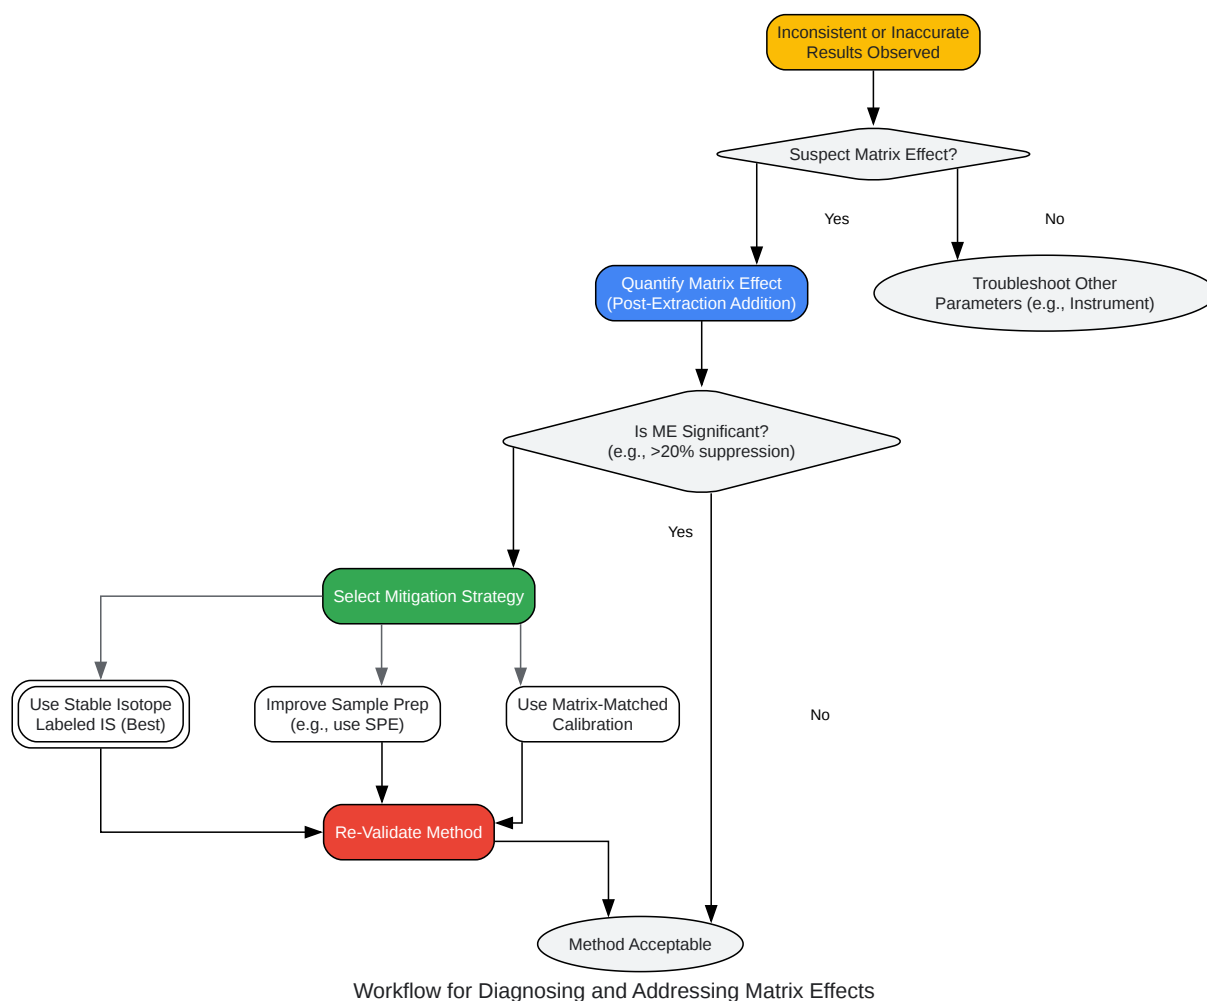 Inconsistent or Inaccurate
Results Observed
Suspect Matrix Effect?
Yes
No
Quantify Matrix Effect
(Post-Extraction Addition)
Troubleshoot Other
Parameters (e.g., Instrument)
Is ME Significant?
(e.g., >20% suppression)
Yes
Select Mitigation Strategy
Use Stable Isotope
Labeled IS (Best)
Improve Sample Prep
(e.g., use SPE)
Use Matrix-Matched
Calibration
No
Re-Validate Method
Method Acceptable
Workflow for Diagnosing and Addressing Matrix Effects